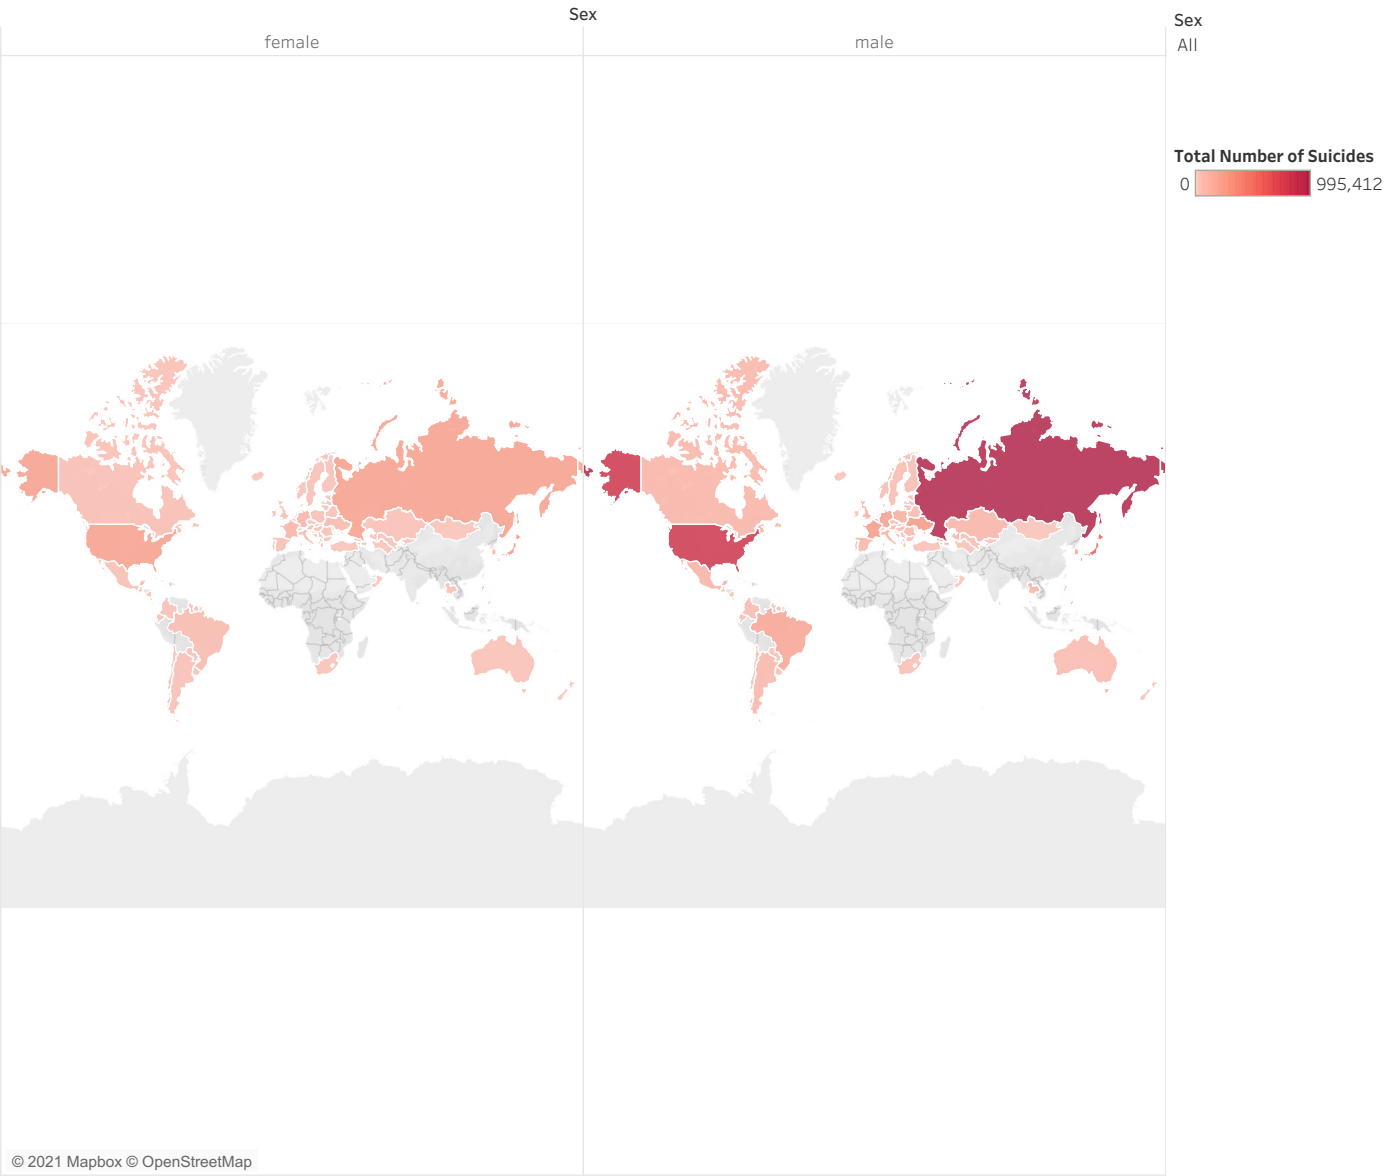 Sex
female
male
Sex
All
Total Number of Suicides
0
995,412
© 2021 Mapbox © OpenStreetMap